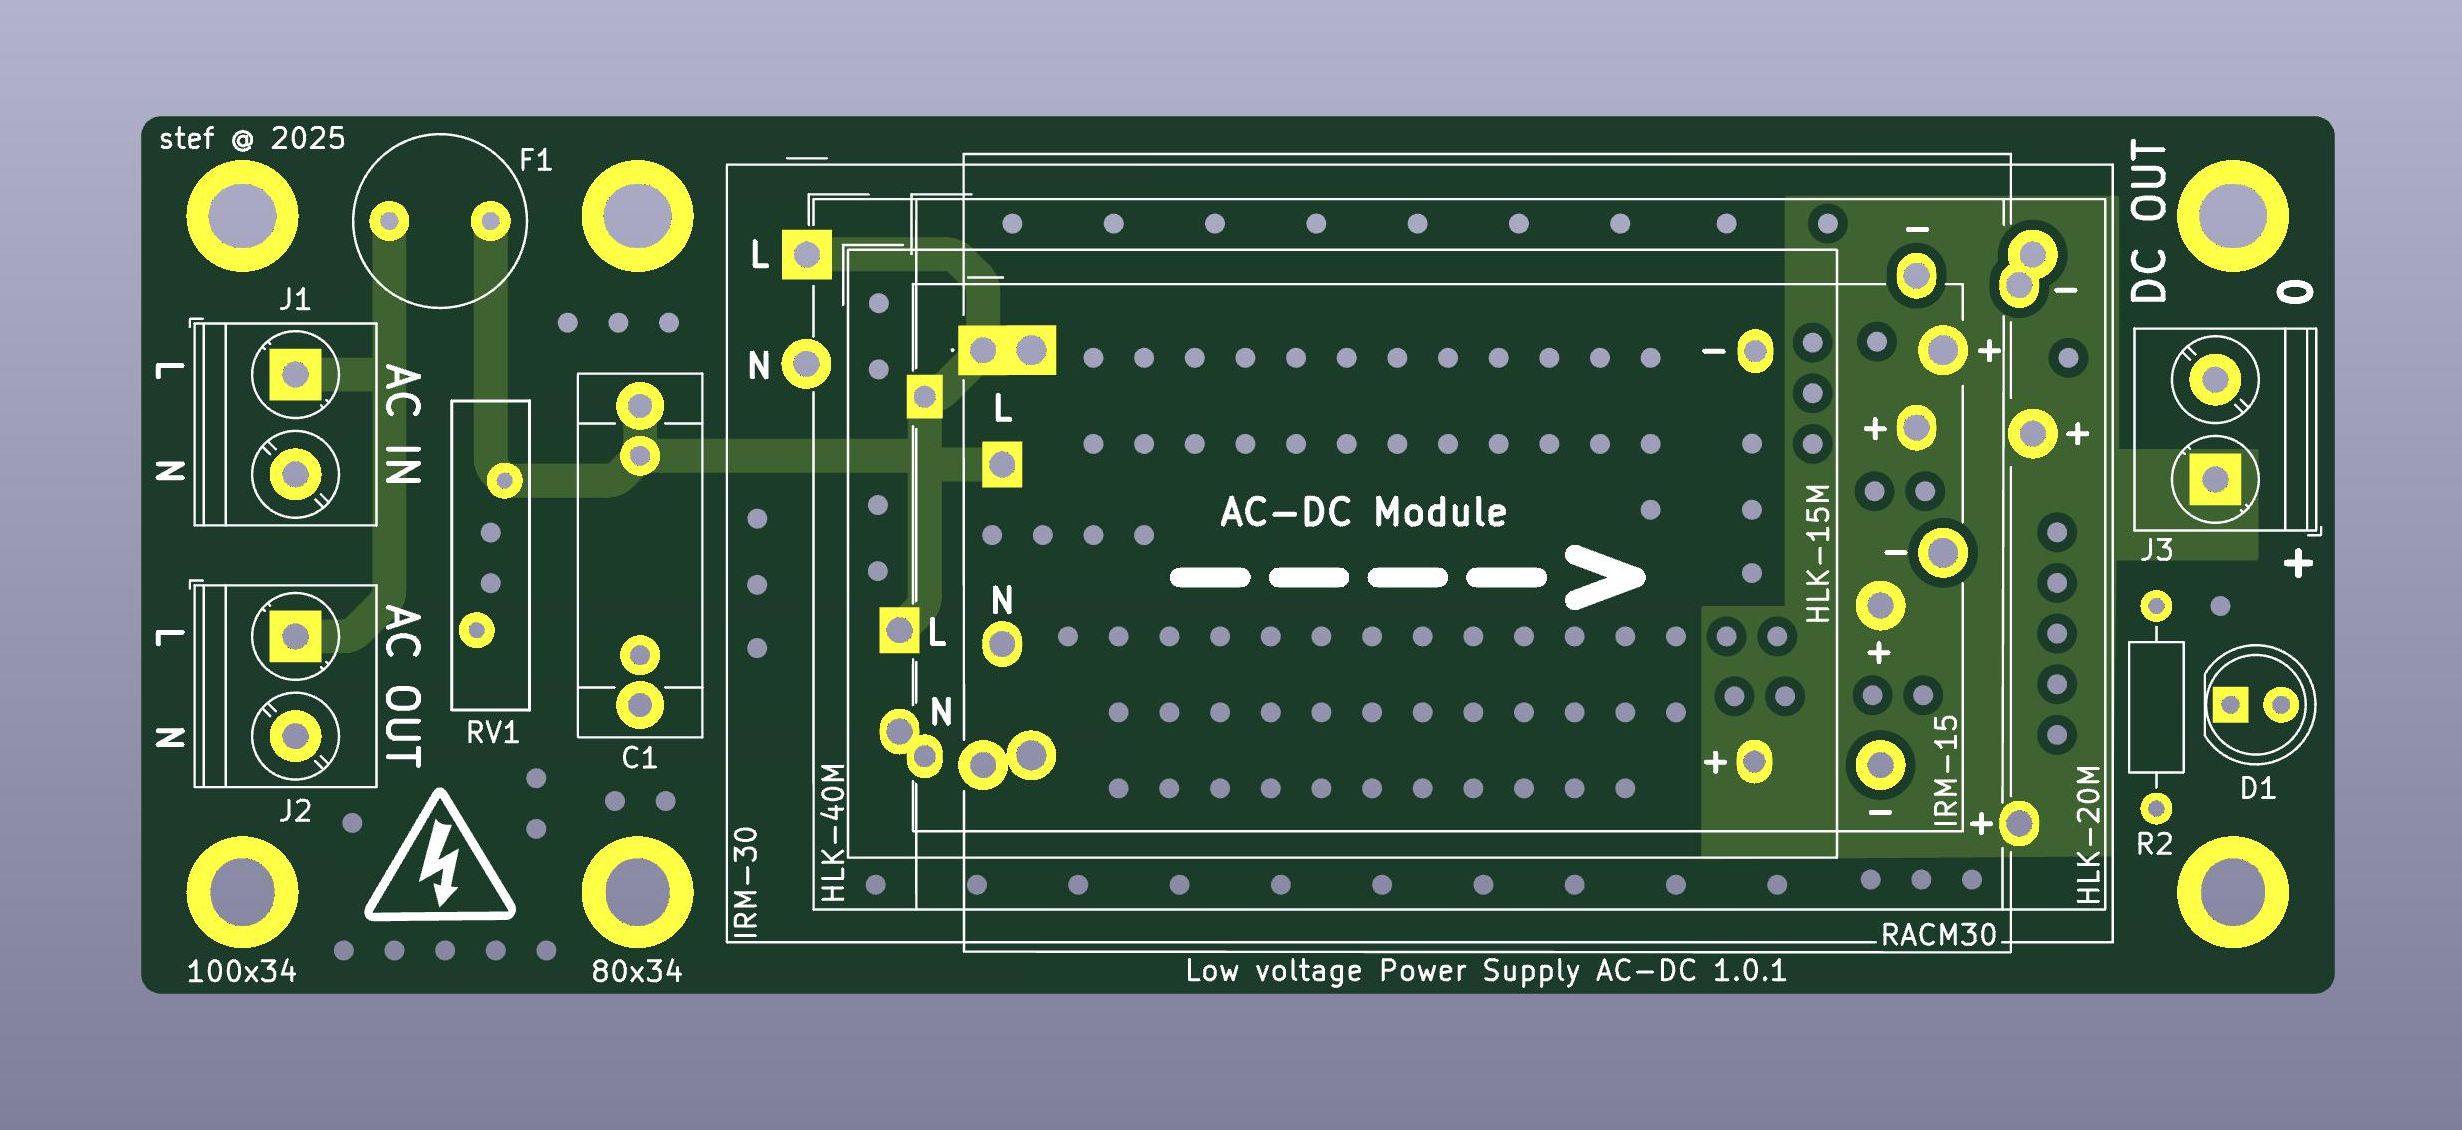 stef @ 2025
F1
DC OUT
0
J1
L
N
AC IN
L
N
-
-
-
+
+
+
L
AC-DC Module
HLK-15M
-
+
J3
+
N
L
N
L
N
AC OUT
J2
RV1
C1
+
-
+
IRM-15
D1
R2
IRM-30
HLK-40M
HLK-20M
RACM30
100x34
80x34
Low voltage Power Supply AC-DC 1.0.1